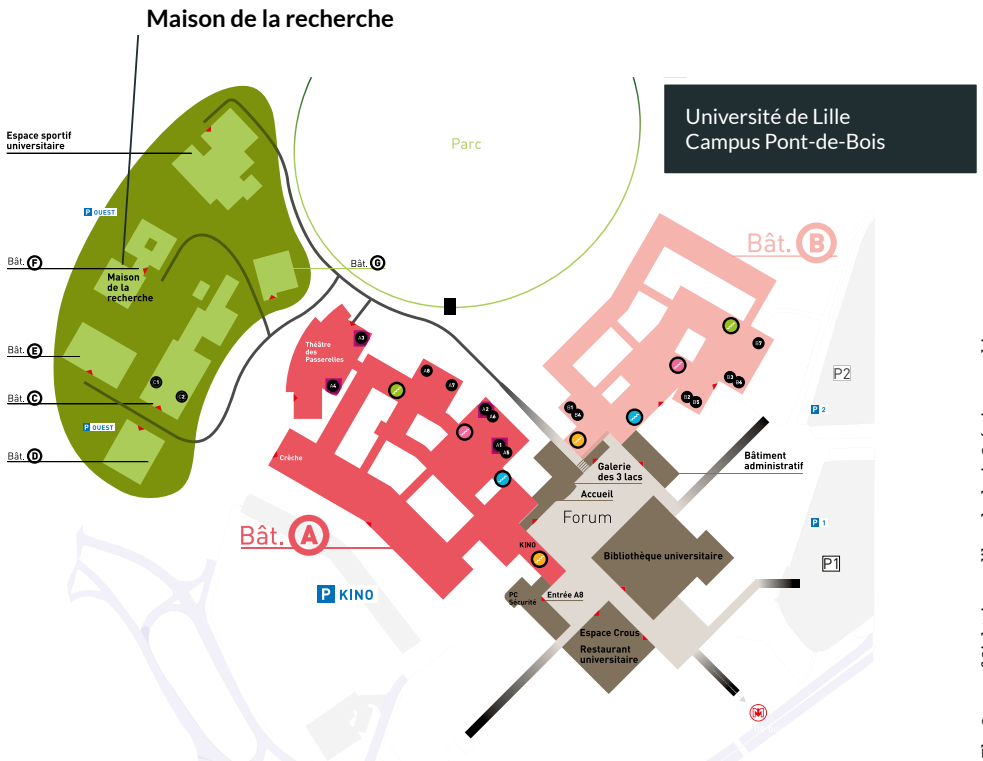 Maison de la recherche
Université de Lille
Campus Pont-de-Bois
Parc
Espace sportif
universitaire
P OUEST
Bât. F
Maison
de la
recherche
Bât. G
Bât. E
Bât. C
Bât. D
C1
C2
P OUEST
Théâtre
des
Passerelles
A3
A4
A8
A7
A2
A6
A1
A5
Crèche
Bât. A
P KINO
KINO
Bât. B
B7
B3
B6
B2
B5
B1
B4
P2
P 2
Bâtiment
administratif
Galerie
des 3 lacs
Accueil
Forum
P 1
P1
Bibliothèque universitaire
PC
Sécurité
Entrée A8
Espace Crous
Restaurant
universitaire
M